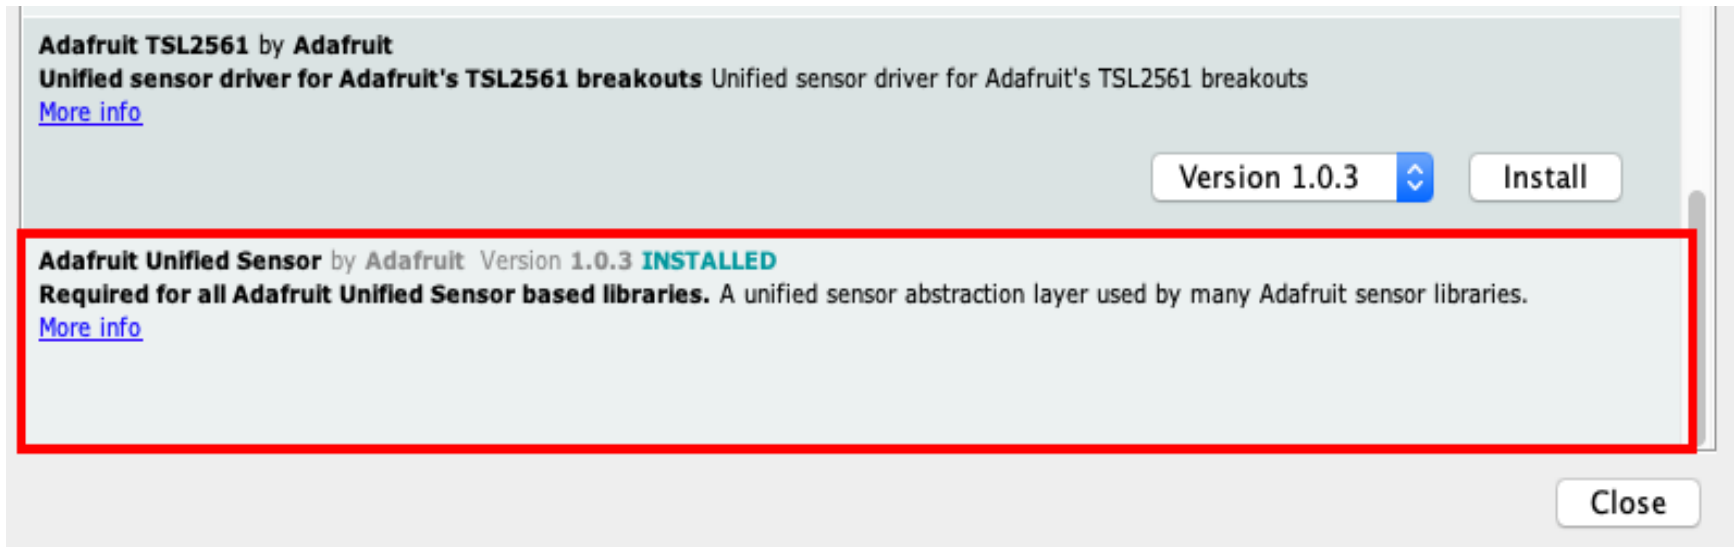 Adafruit TSL2561 by Adafruit
Unified sensor driver for Adafruit's TSL2561 breakouts Unified sensor driver for Adafruit's TSL2561 breakouts
More info
Version 1.0.3 Install
Adafruit Unified Sensor by Adafruit Version 1.0.3 INSTALLED
Required for all Adafruit Unified Sensor based libraries. A unified sensor abstraction layer used by many Adafruit sensor libraries.
More info
Close